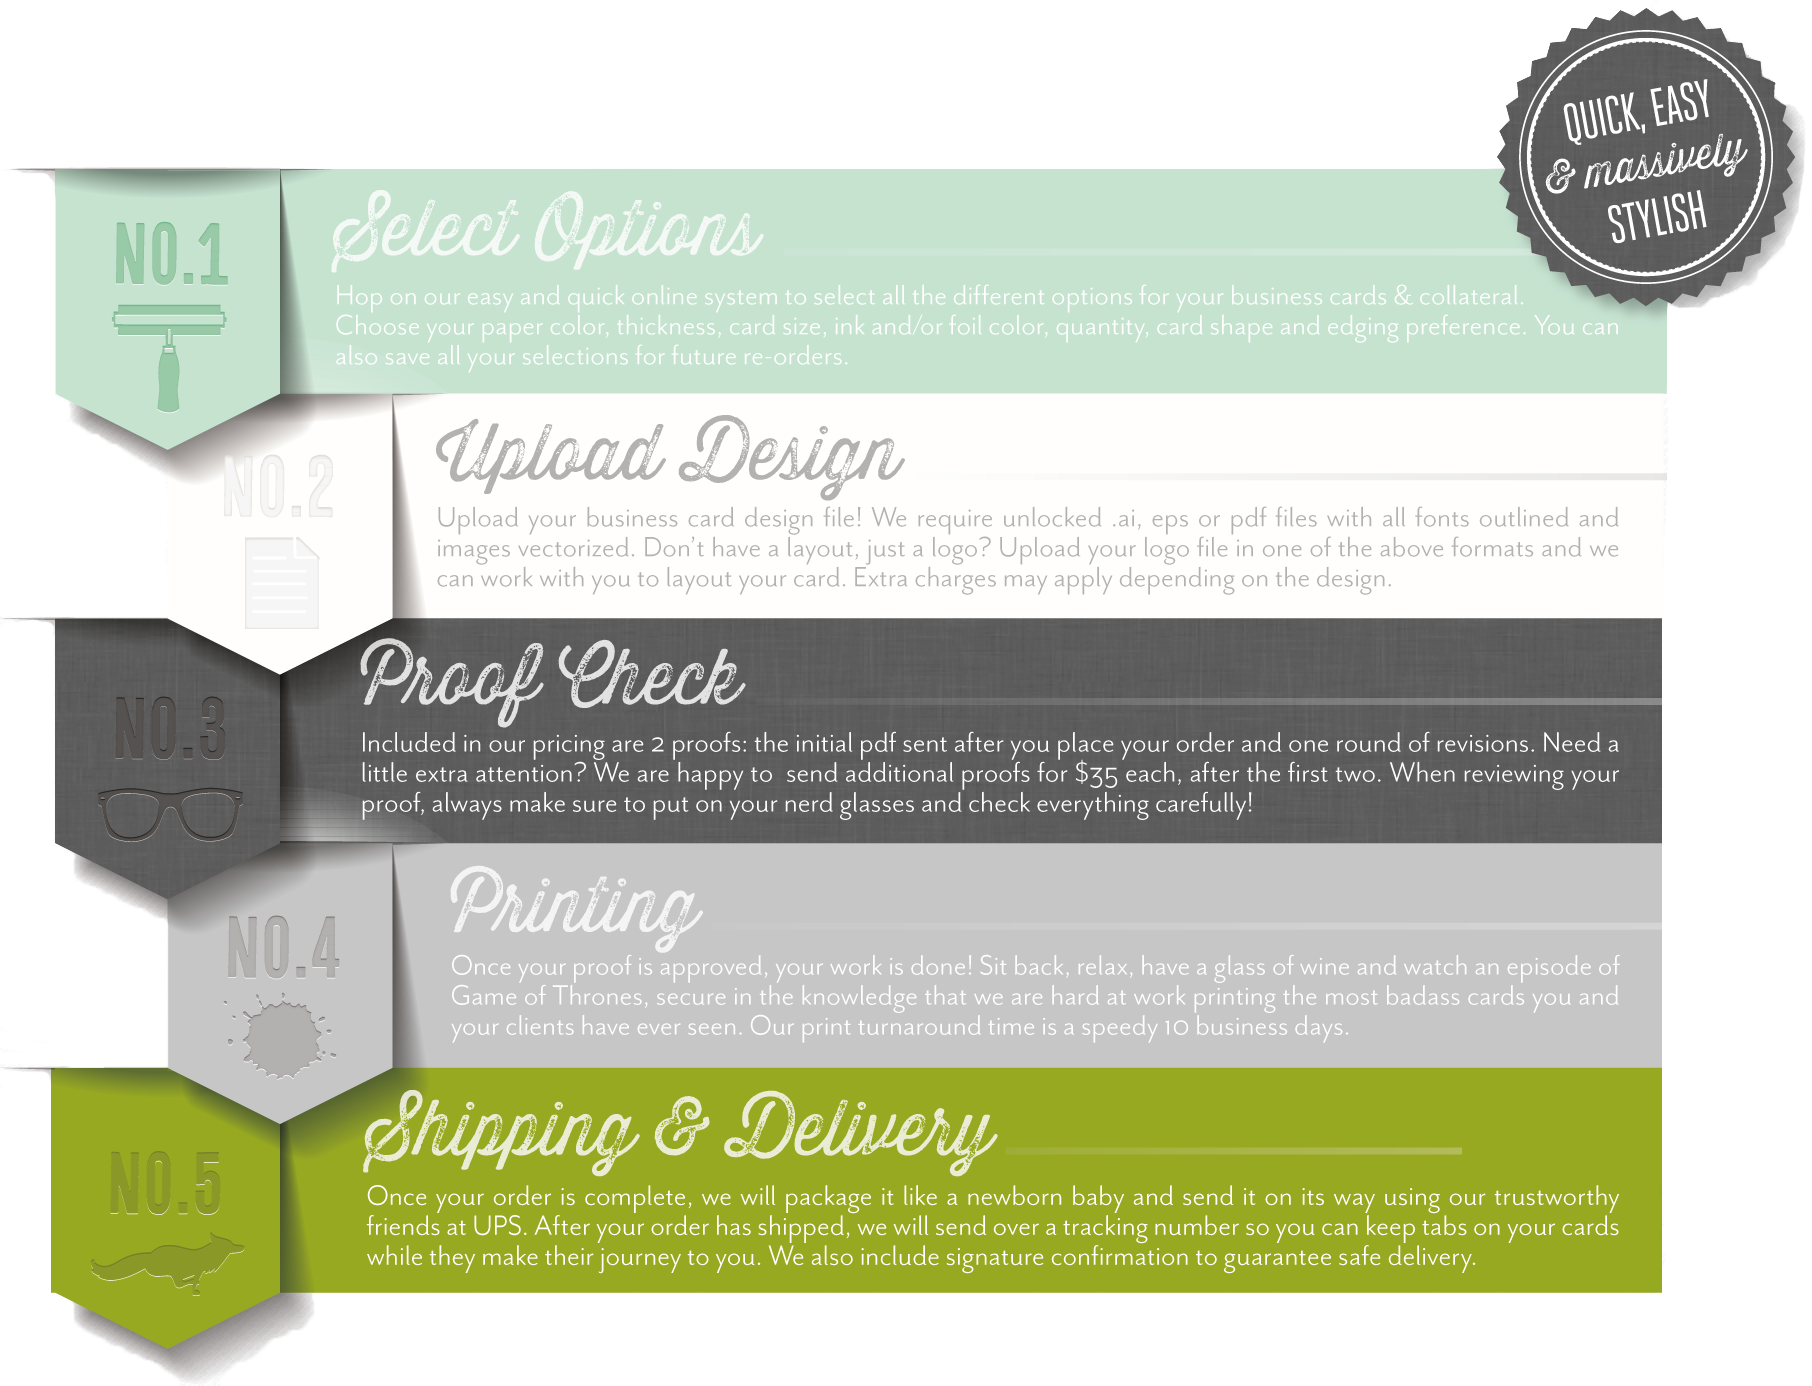 QUICK, EASY
& massively
STYLISH
NO.1
Select Options
Hop on our easy and quick online system to select all the different options for your business cards & collateral.
Choose your paper color, thickness, card size, ink and/or foil color, quantity, card shape and edging preference. You can
also save all your selections for future re-orders.
NO.2
Upload Design
Upload your business card design file! We require unlocked .ai, eps or pdf files with all fonts outlined and
images vectorized. Don't have a layout, just a logo? Upload your logo file in one of the above formats and we
can work with you to layout your card. Extra charges may apply depending on the design.
NO.3
Proof Check
Included in our pricing are 2 proofs: the initial pdf sent after you place your order and one round of revisions. Need a
little extra attention? We are happy to send additional proofs for $35 each, after the first two. When reviewing your
proof, always make sure to put on your nerd glasses and check everything carefully!
NO.4
Printing
Once your proof is approved, your work is done! Sit back, relax, have a glass of wine and watch an episode of
Game of Thrones, secure in the knowledge that we are hard at work printing the most badass cards you and
your clients have ever seen. Our print turnaround time is a speedy 10 business days.
NO.5
Shipping & Delivery
Once your order is complete, we will package it like a newborn baby and send it on its way using our trustworthy
friends at UPS. After your order has shipped, we will send over a tracking number so you can keep tabs on your cards
while they make their journey to you. We also include signature confirmation to guarantee safe delivery.